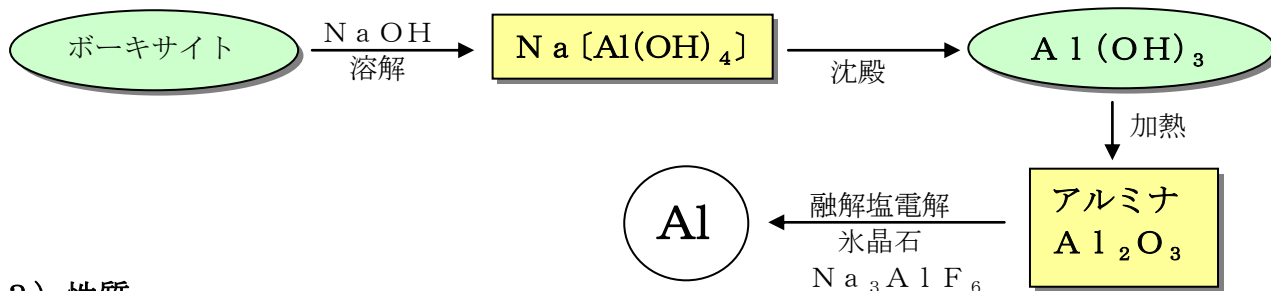 ボーキサイト
ＮａＯＨ
溶解
Ｎａ〔Al(OH)₄〕
沈殿
Ａｌ(ＯＨ)₃
加熱
アルミナ
Ａｌ₂Ｏ₃
融解塩電解
氷晶石
Ｎａ₃ＡｌＦ₆
Al